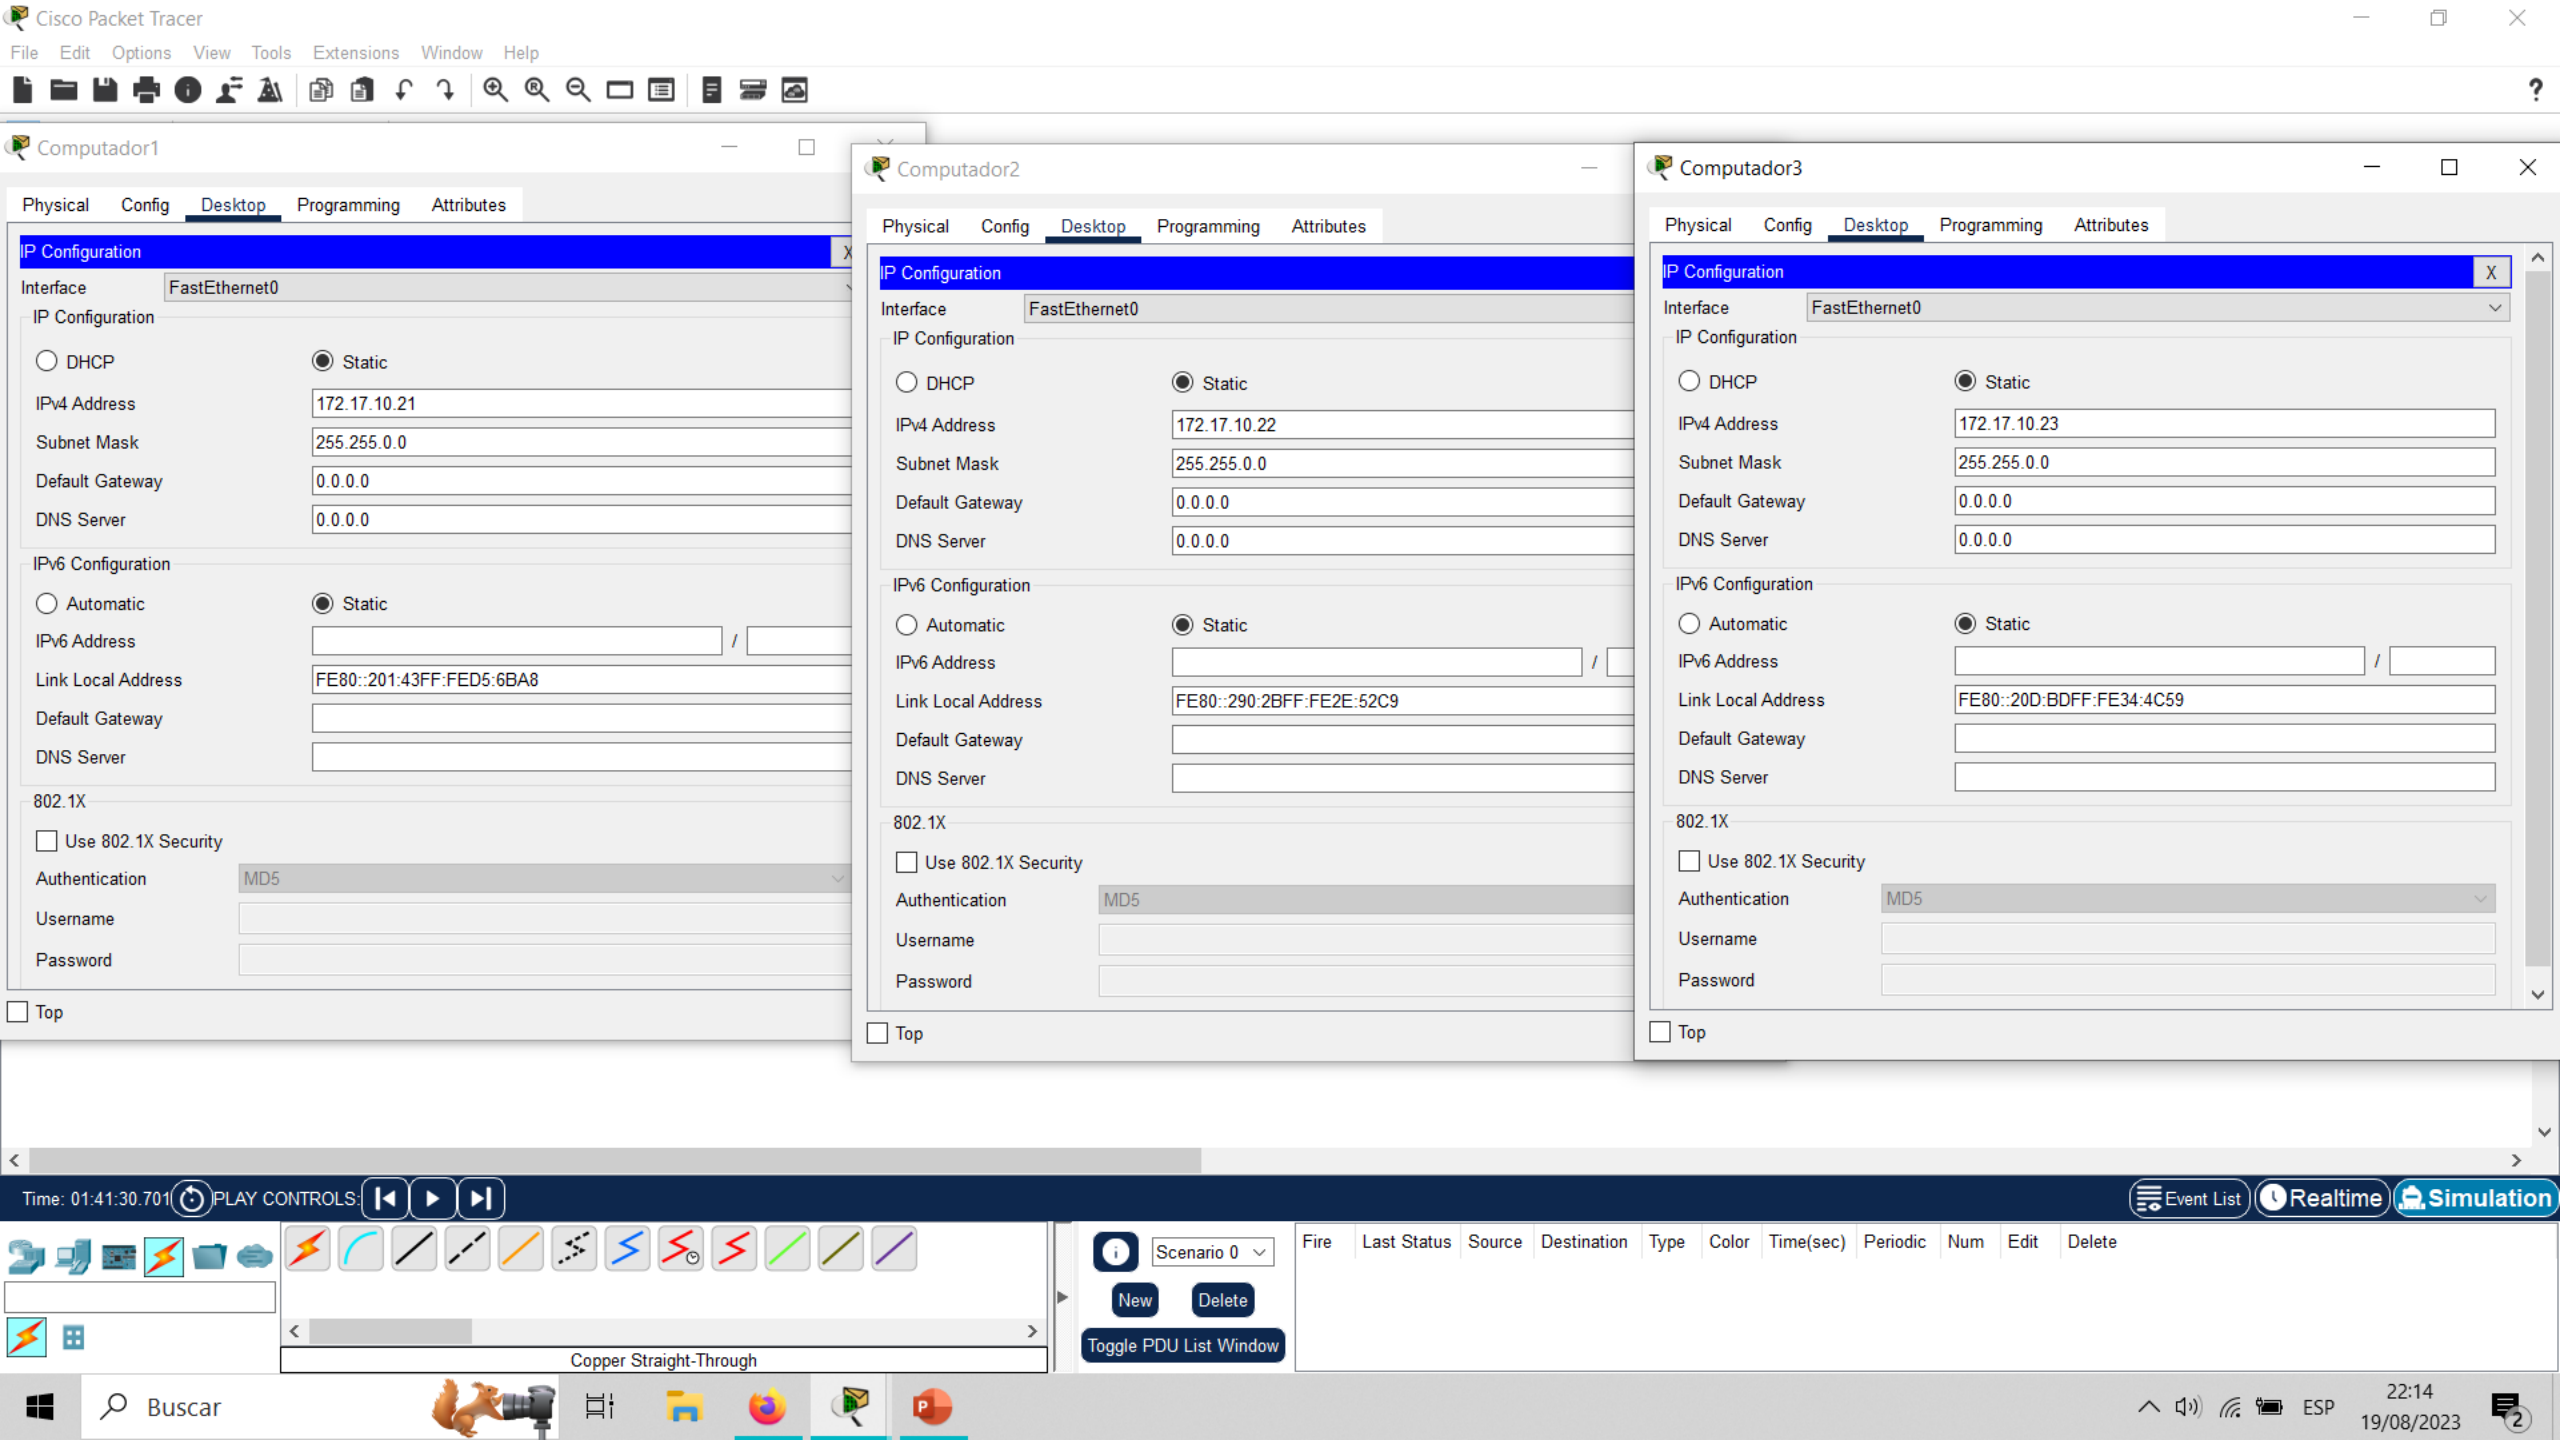 Cisco Packet Tracer
File Edit Options View Tools Extensions Window Help
?
Computador1
Physical Config Desktop Programming Attributes
IP Configuration X
Interface FastEthernet0
IP Configuration
DHCP Static
IPv4 Address 172.17.10.21
Subnet Mask 255.255.0.0
Default Gateway 0.0.0.0
DNS Server 0.0.0.0
IPv6 Configuration
Automatic Static
IPv6 Address /
Link Local Address FE80::201:43FF:FED5:6BA8
Default Gateway
DNS Server
802.1X
Use 802.1X Security
Authentication MD5
Username
Password
Top
Computador2
Physical Config Desktop Programming Attributes
IP Configuration
Interface FastEthernet0
IP Configuration
DHCP Static
IPv4 Address 172.17.10.22
Subnet Mask 255.255.0.0
Default Gateway 0.0.0.0
DNS Server 0.0.0.0
IPv6 Configuration
Automatic Static
IPv6 Address /
Link Local Address FE80::290:2BFF:FE2E:52C9
Default Gateway
DNS Server
802.1X
Use 802.1X Security
Authentication MD5
Username
Password
Top
Computador3
Physical Config Desktop Programming Attributes
IP Configuration X
Interface FastEthernet0
IP Configuration
DHCP Static
IPv4 Address 172.17.10.23
Subnet Mask 255.255.0.0
Default Gateway 0.0.0.0
DNS Server 0.0.0.0
IPv6 Configuration
Automatic Static
IPv6 Address /
Link Local Address FE80::20D:BDFF:FE34:4C59
Default Gateway
DNS Server
802.1X
Use 802.1X Security
Authentication MD5
Username
Password
Top
Time: 01:41:30.701 PLAY CONTROLS: Event List Realtime Simulation
Scenario 0
New Delete
Toggle PDU List Window
Fire Last Status Source Destination Type Color Time(sec) Periodic Num Edit Delete
Copper Straight-Through
Buscar
ESP
22:14
19/08/2023
2